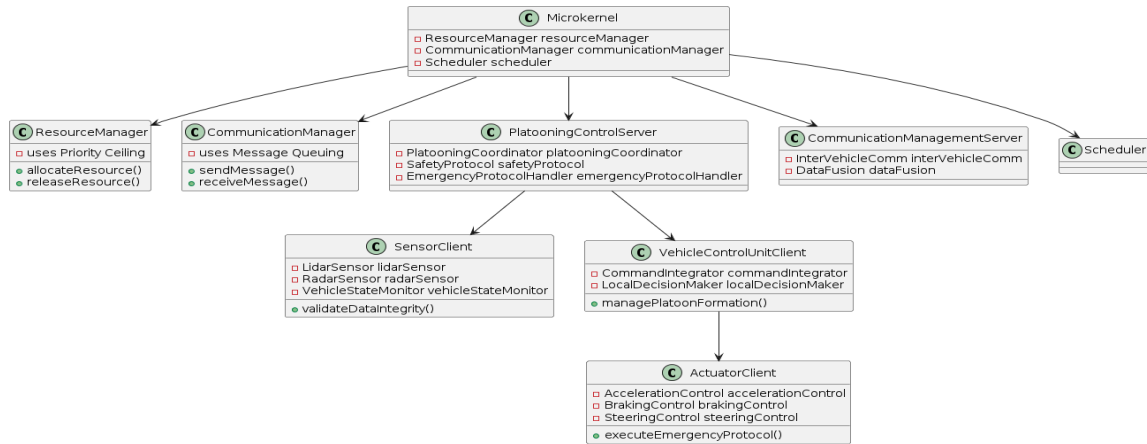 C Microkernel
ResourceManager resourceManager
CommunicationManager communicationManager
Scheduler scheduler
C ResourceManager
uses Priority Ceiling
allocateResource()
releaseResource()
C CommunicationManager
uses Message Queuing
sendMessage()
receiveMessage()
C PlatooningControlServer
PlatooningCoordinator platooningCoordinator
SafetyProtocol safetyProtocol
EmergencyProtocolHandler emergencyProtocolHandler
C CommunicationManagementServer
InterVehicleComm interVehicleComm
DataFusion dataFusion
C Scheduler
C SensorClient
LidarSensor lidarSensor
RadarSensor radarSensor
VehicleStateMonitor vehicleStateMonitor
validateDataIntegrity()
C VehicleControlUnitClient
CommandIntegrator commandIntegrator
LocalDecisionMaker localDecisionMaker
managePlatoonFormation()
C ActuatorClient
AccelerationControl accelerationControl
BrakingControl brakingControl
SteeringControl steeringControl
executeEmergencyProtocol()